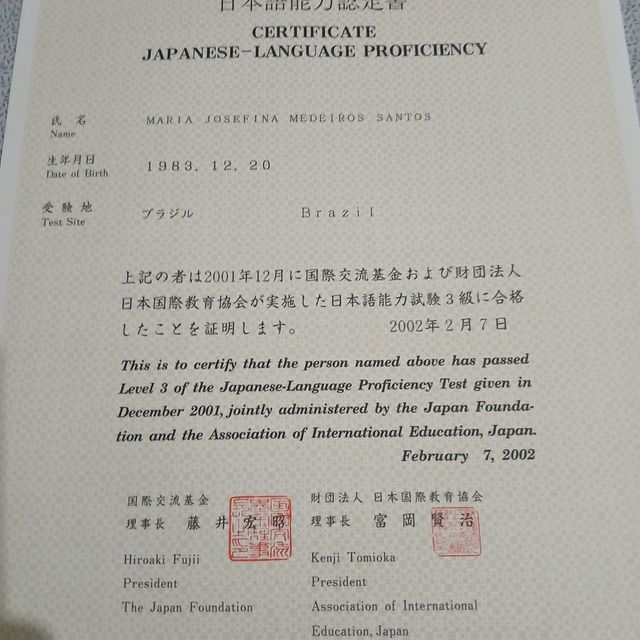 日本語能力認定書
CERTIFICATE
JAPANESE-LANGUAGE PROFICIENCY
氏名 MARIA JOSEFINA MEDEIROS SANTOS
Name
生年月日 1983. 12. 20
Date of Birth
受験地 ブラジル Brazil
Test Site
上記の者は2001年12月に国際交流基金および財団法人
日本国際教育協会が実施した日本語能力試験3級に合格
したことを証明します。 2002年2月7日
This is to certify that the person named above has passed
Level 3 of the Japanese-Language Proficiency Test given in
December 2001, jointly administered by the Japan Founda-
tion and the Association of International Education, Japan.
February 7, 2002
国際交流基金
理事長 藤井宏昭
Hiroaki Fujii
President
The Japan Foundation
財団法人 日本国際教育協会
理事長 富岡賢治
Kenji Tomioka
President
Association of International
Education, Japan